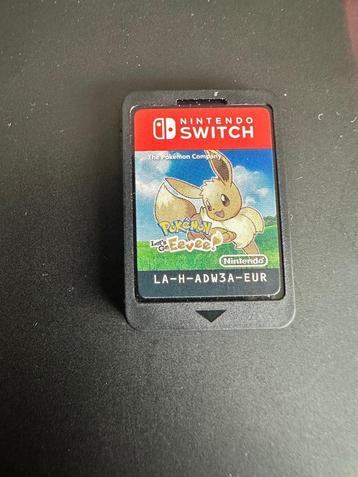 NINTENDO
SWITCH
The Pokémon Company
POKéMON
Let's Go Eevee!
Nintendo
LA-H-ADW3A-EUR